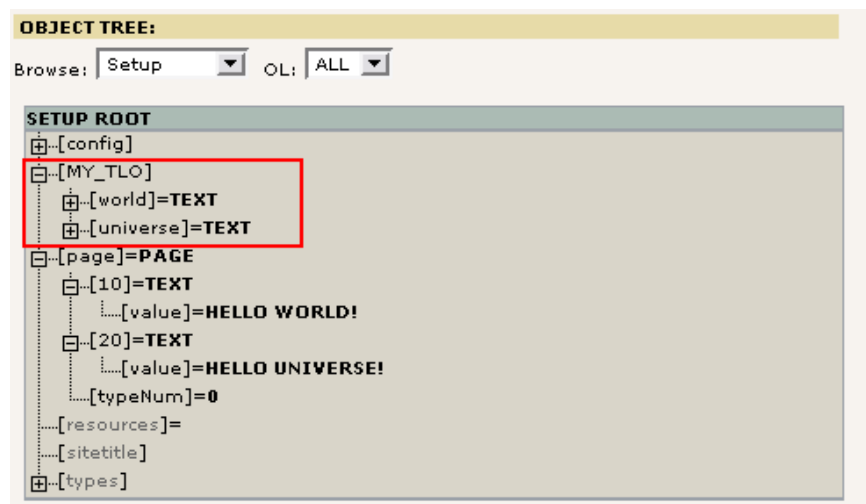 OBJECT TREE:
Browse: Setup OL: ALL
SETUP ROOT
[config]
[MY_TLO]
[world]=TEXT
[universe]=TEXT
[page]=PAGE
[10]=TEXT
[value]=HELLO WORLD!
[20]=TEXT
[value]=HELLO UNIVERSE!
[typeNum]=0
[resources]=
[sitetitle]
[types]